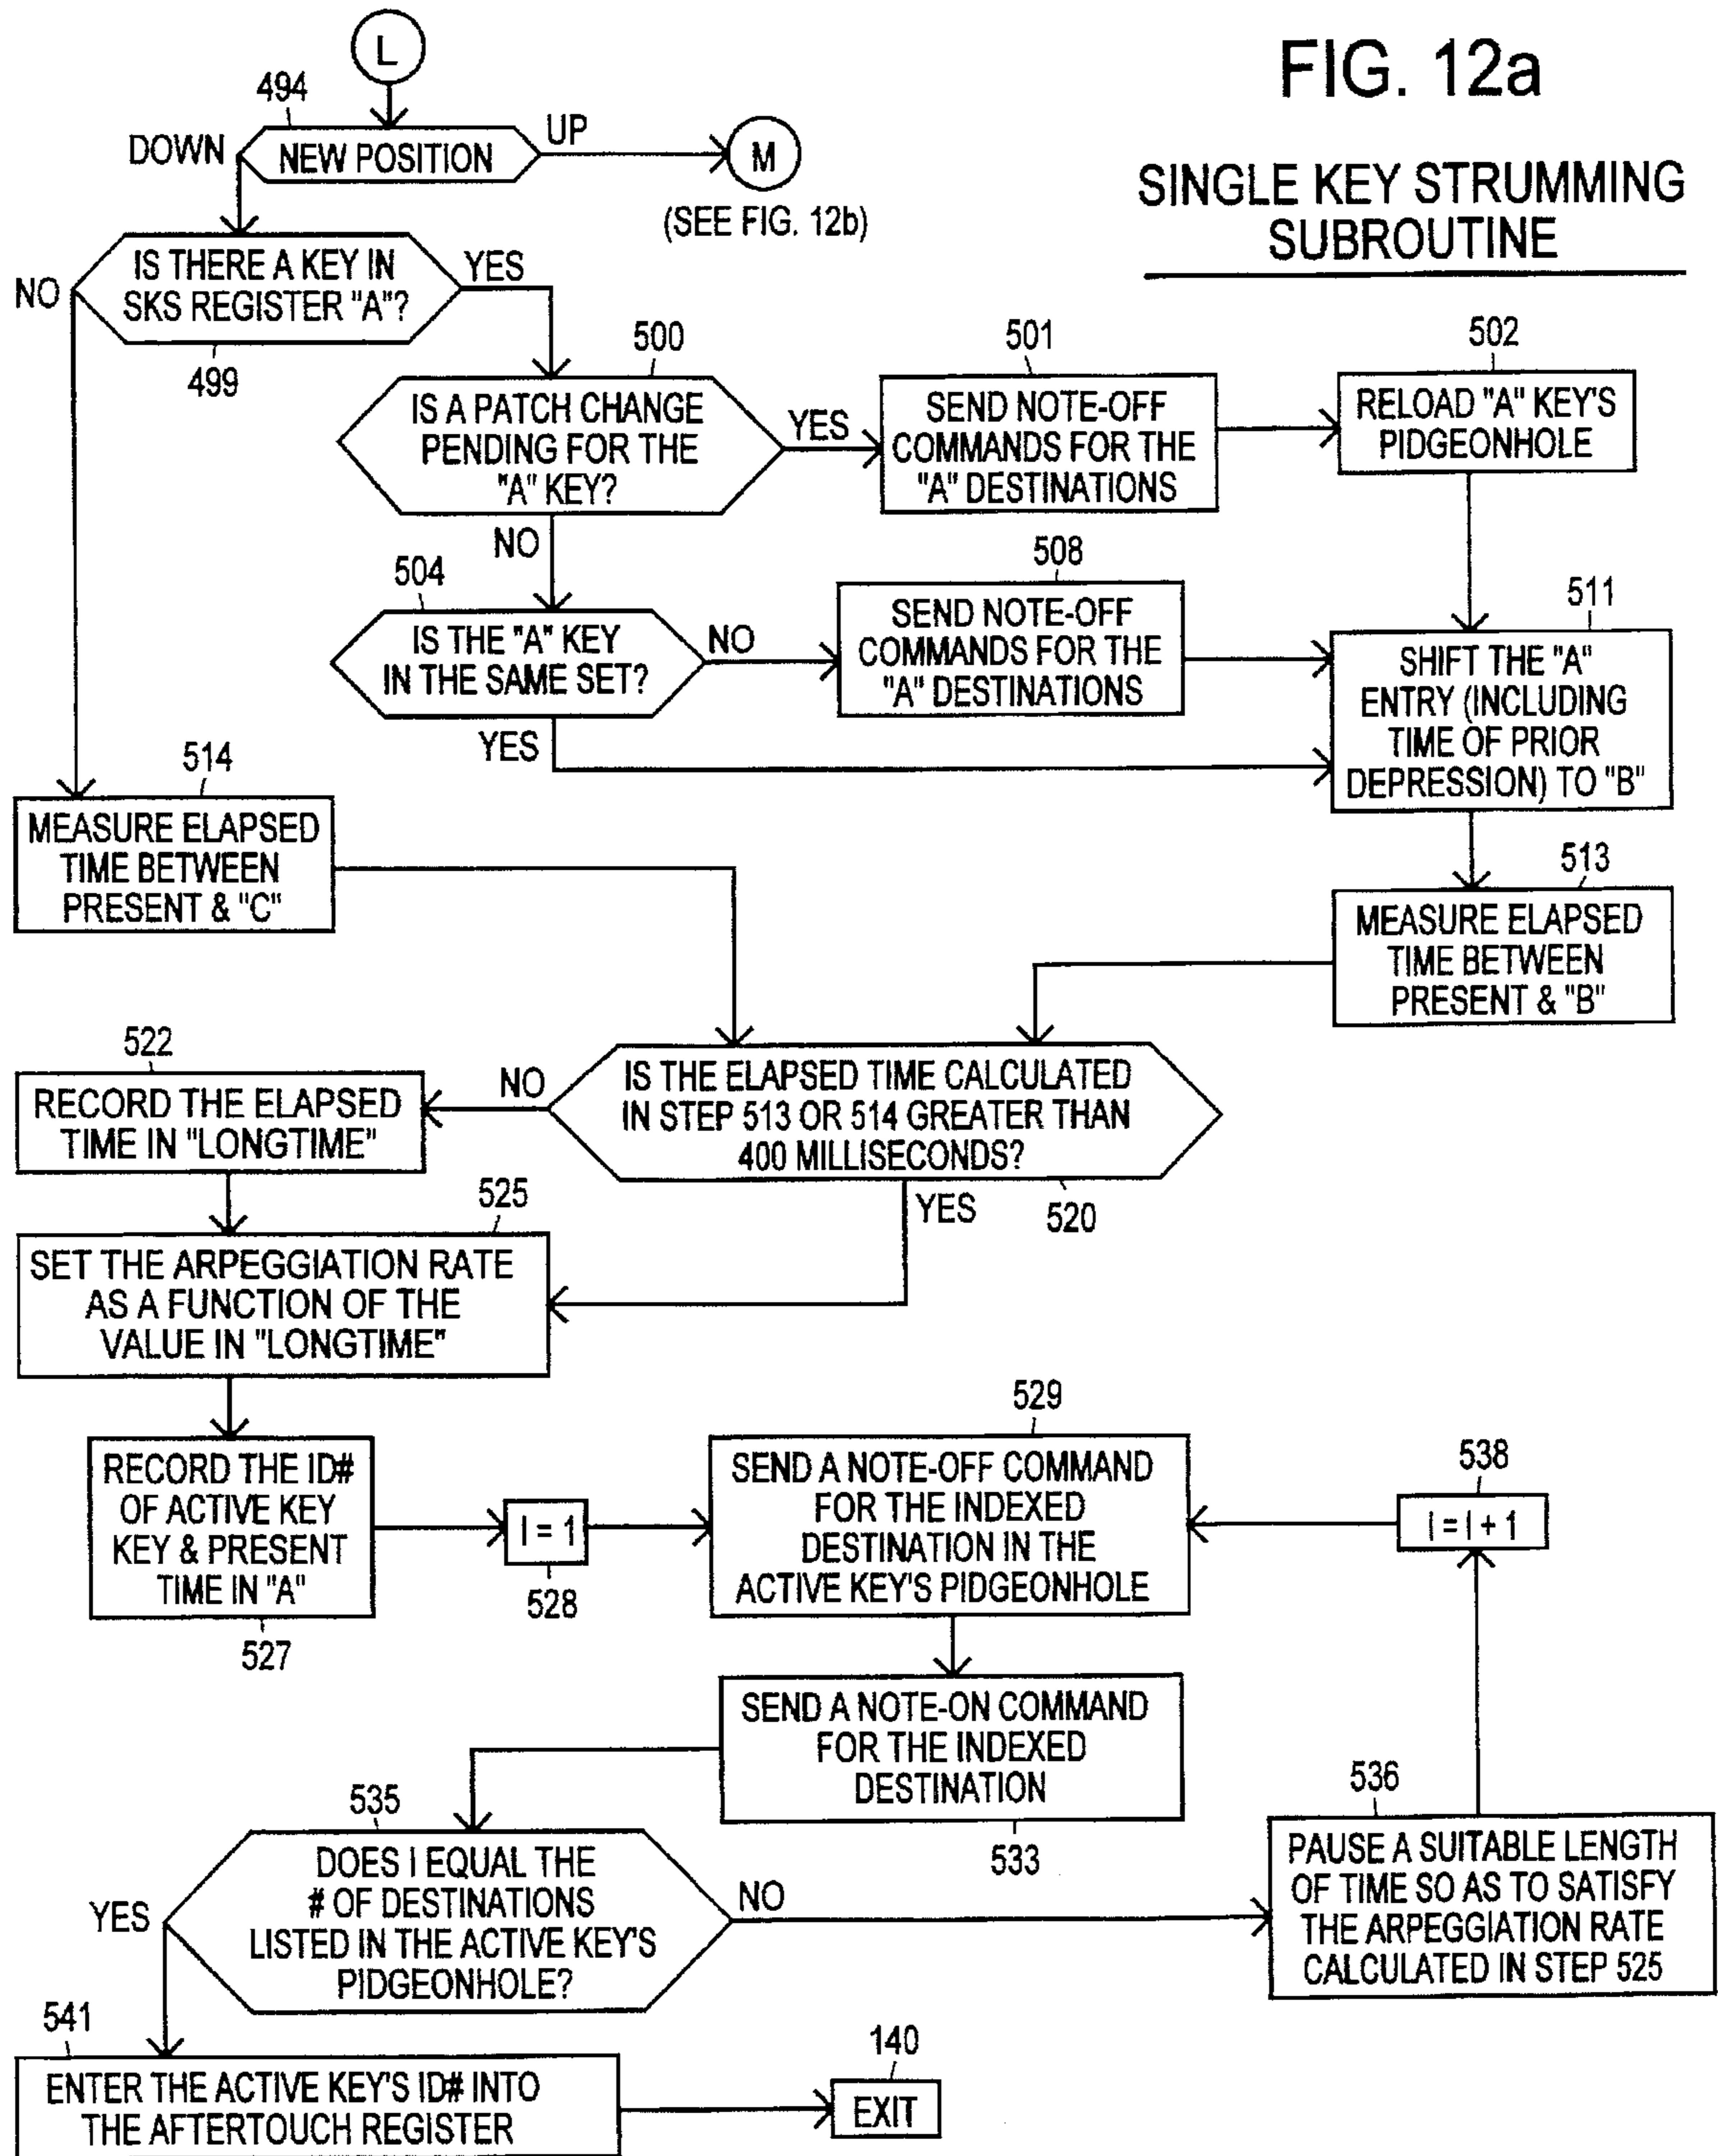 FIG. 12a
SINGLE KEY STRUMMING
SUBROUTINE
L
494
DOWN
NEW POSITION
UP
M
(SEE FIG. 12b)
IS THERE A KEY IN
SKS REGISTER "A"?
NO
YES
499
500
IS A PATCH CHANGE
PENDING FOR THE
"A" KEY?
YES
NO
501
SEND NOTE-OFF
COMMANDS FOR THE
"A" DESTINATIONS
502
RELOAD "A" KEY'S
PIDGEONHOLE
504
IS THE "A" KEY
IN THE SAME SET?
NO
YES
508
SEND NOTE-OFF
COMMANDS FOR THE
"A" DESTINATIONS
511
SHIFT THE "A"
ENTRY (INCLUDING
TIME OF PRIOR
DEPRESSION) TO "B"
514
MEASURE ELAPSED
TIME BETWEEN
PRESENT & "C"
513
MEASURE ELAPSED
TIME BETWEEN
PRESENT & "B"
IS THE ELAPSED TIME CALCULATED
IN STEP 513 OR 514 GREATER THAN
400 MILLISECONDS?
NO
YES
520
522
RECORD THE ELAPSED
TIME IN "LONGTIME"
525
SET THE ARPEGGIATION RATE
AS A FUNCTION OF THE
VALUE IN "LONGTIME"
RECORD THE ID#
OF ACTIVE KEY
KEY & PRESENT
TIME IN "A"
527
I = 1
528
529
SEND A NOTE-OFF COMMAND
FOR THE INDEXED
DESTINATION IN THE
ACTIVE KEY'S PIDGEONHOLE
538
I = I + 1
SEND A NOTE-ON COMMAND
FOR THE INDEXED
DESTINATION
533
535
DOES I EQUAL THE
# OF DESTINATIONS
LISTED IN THE ACTIVE KEY'S
PIDGEONHOLE?
YES
NO
536
PAUSE A SUITABLE LENGTH
OF TIME SO AS TO SATISFY
THE ARPEGGIATION RATE
CALCULATED IN STEP 525
541
ENTER THE ACTIVE KEY'S ID# INTO
THE AFTERTOUCH REGISTER
140
EXIT